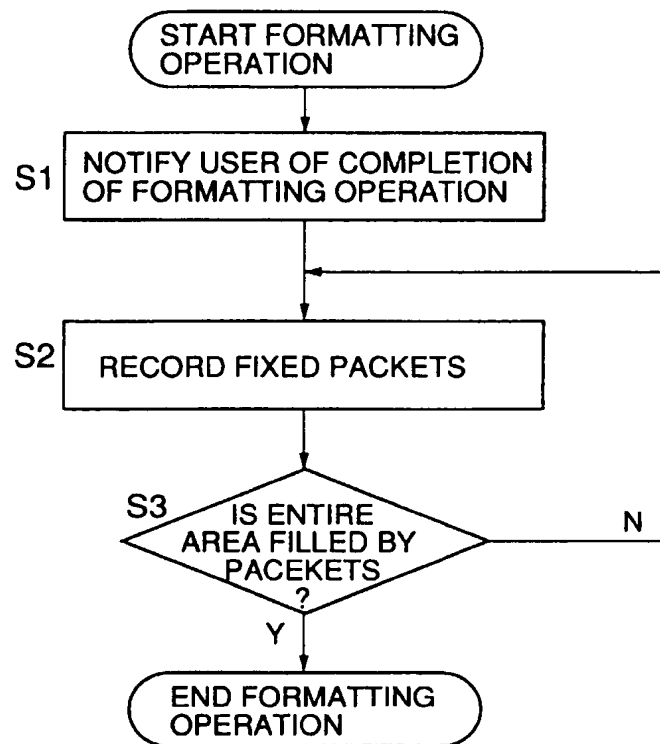 START FORMATTING
OPERATION
S1
NOTIFY USER OF COMPLETION
OF FORMATTING OPERATION
S2
RECORD FIXED PACKETS
S3
IS ENTIRE
AREA FILLED BY
PACEKETS
?
N
Y
END FORMATTING
OPERATION